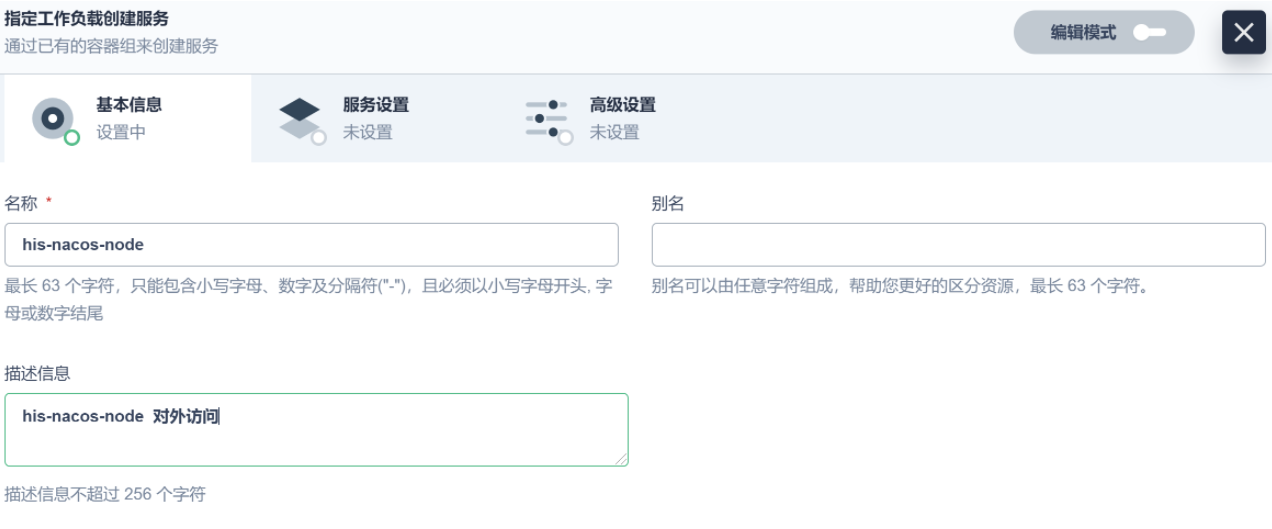 指定工作负载创建服务
通过已有的容器组来创建服务
编辑模式
基本信息
设置中
服务设置
未设置
高级设置
未设置
名称 *
his-nacos-node
最长 63 个字符，只能包含小写字母、数字及分隔符("-")，且必须以小写字母开头, 字
母或数字结尾
别名
别名可以由任意字符组成，帮助您更好的区分资源，最长 63 个字符。
描述信息
his-nacos-node 对外访问
描述信息不超过 256 个字符